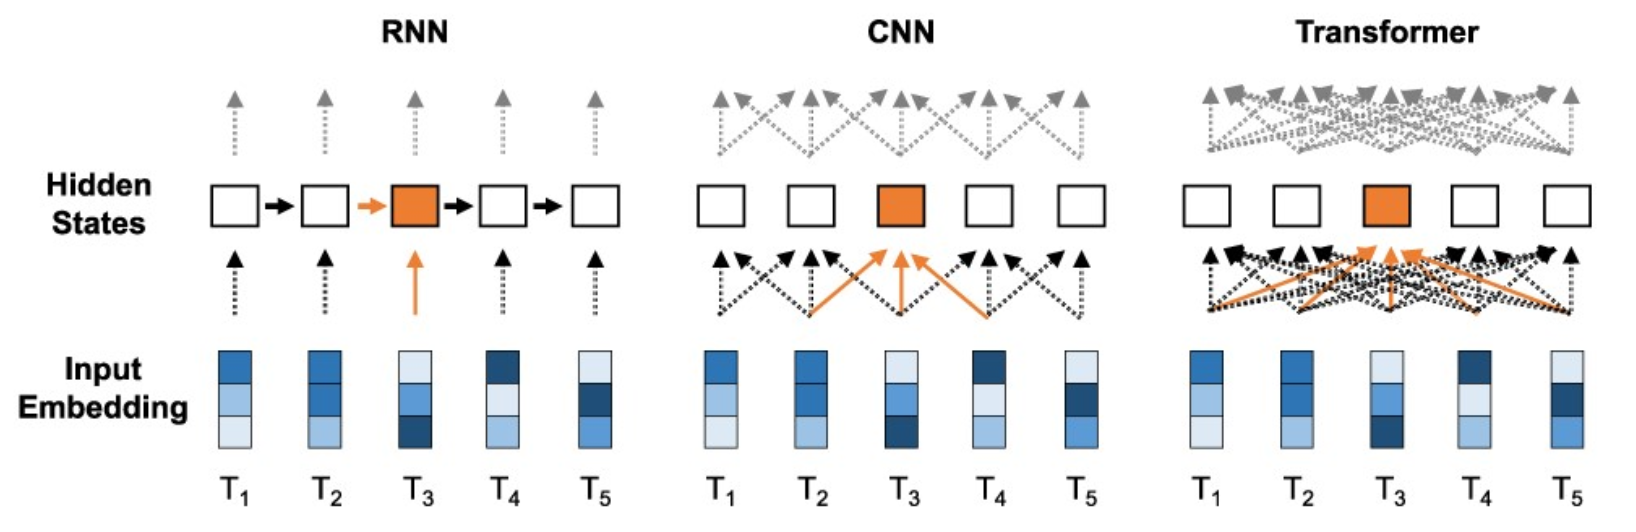 RNN CNN Transformer
Hidden
States
Input
Embedding
T₁ T₂ T₃ T₄ T₅ T₁ T₂ T₃ T₄ T₅ T₁ T₂ T₃ T₄ T₅